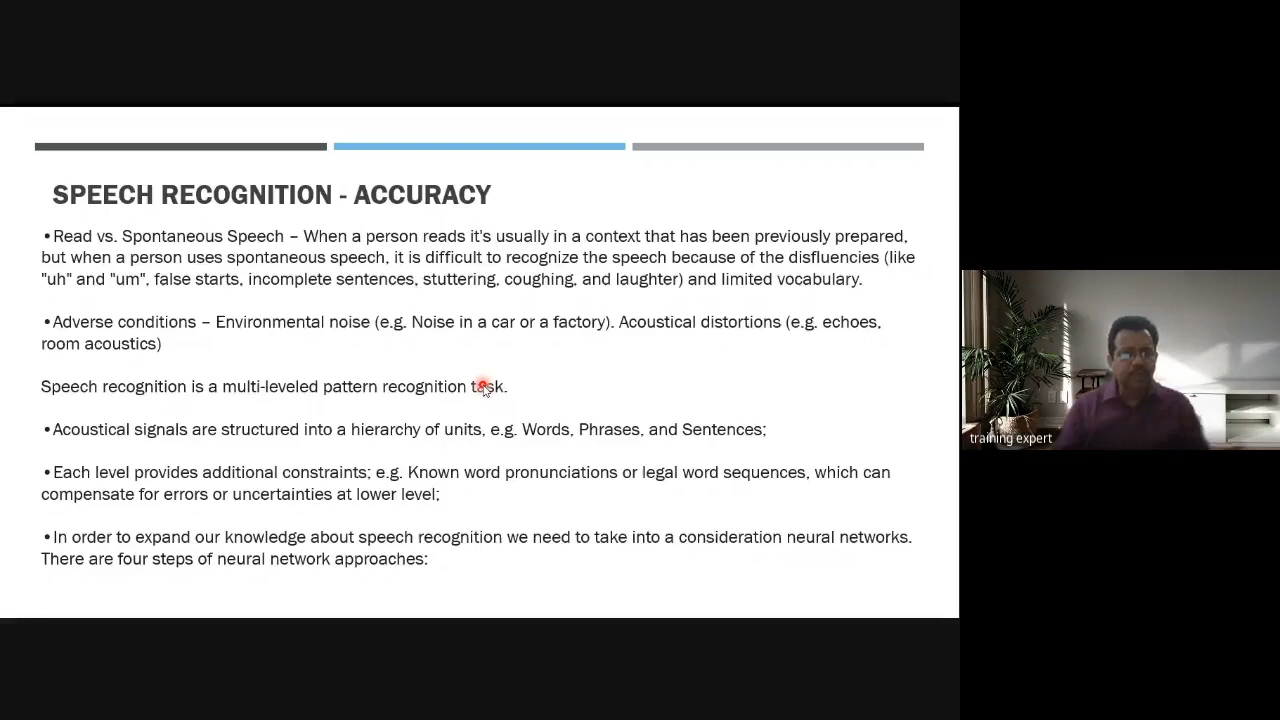 SPEECH RECOGNITION - ACCURACY
•Read vs. Spontaneous Speech – When a person reads it's usually in a context that has been previously prepared,
but when a person uses spontaneous speech, it is difficult to recognize the speech because of the disfluencies (like
"uh" and "um", false starts, incomplete sentences, stuttering, coughing, and laughter) and limited vocabulary.
•Adverse conditions – Environmental noise (e.g. Noise in a car or a factory). Acoustical distortions (e.g. echoes,
room acoustics)
Speech recognition is a multi-leveled pattern recognition task.
•Acoustical signals are structured into a hierarchy of units, e.g. Words, Phrases, and Sentences;
•Each level provides additional constraints; e.g. Known word pronunciations or legal word sequences, which can
compensate for errors or uncertainties at lower level;
•In order to expand our knowledge about speech recognition we need to take into a consideration neural networks.
There are four steps of neural network approaches:
training expert